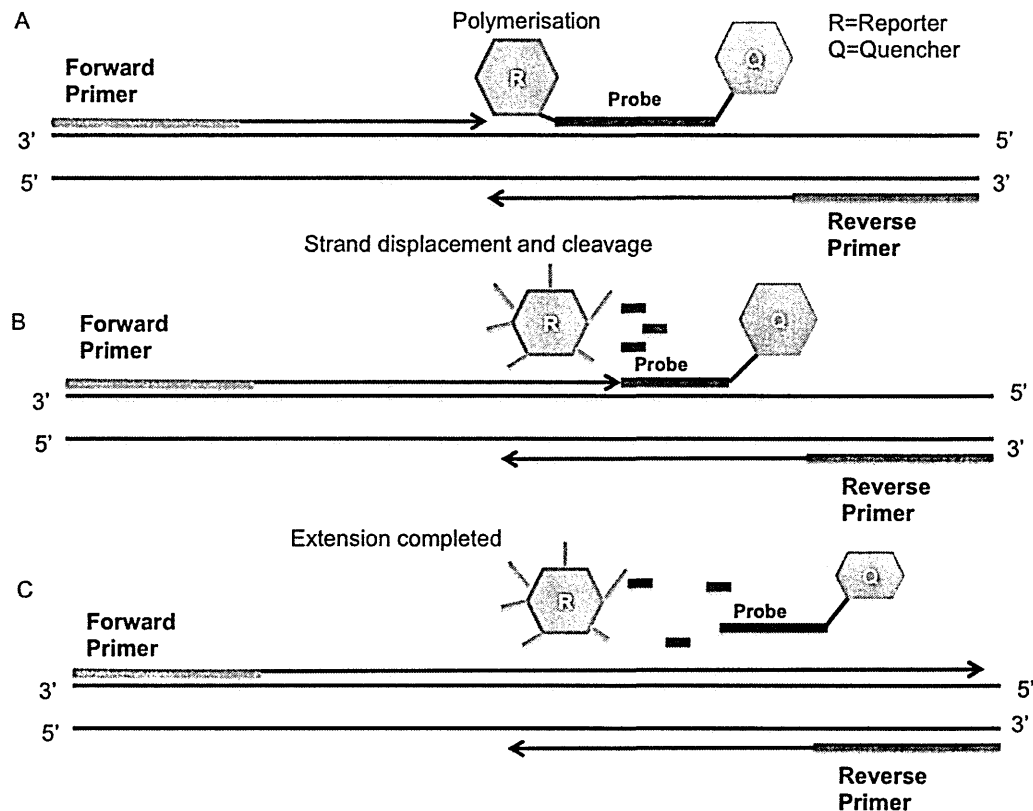 A
Polymerisation
R=Reporter
Q=Quencher
Forward
Primer
R
Q
Probe
3’
5’
5’
3’
Reverse
Primer
Strand displacement and cleavage
B
Forward
Primer
R
Q
Probe
3’
5’
5’
3’
Reverse
Primer
Extension completed
C
Forward
Primer
R
Q
Probe
3’
5’
5’
3’
Reverse
Primer